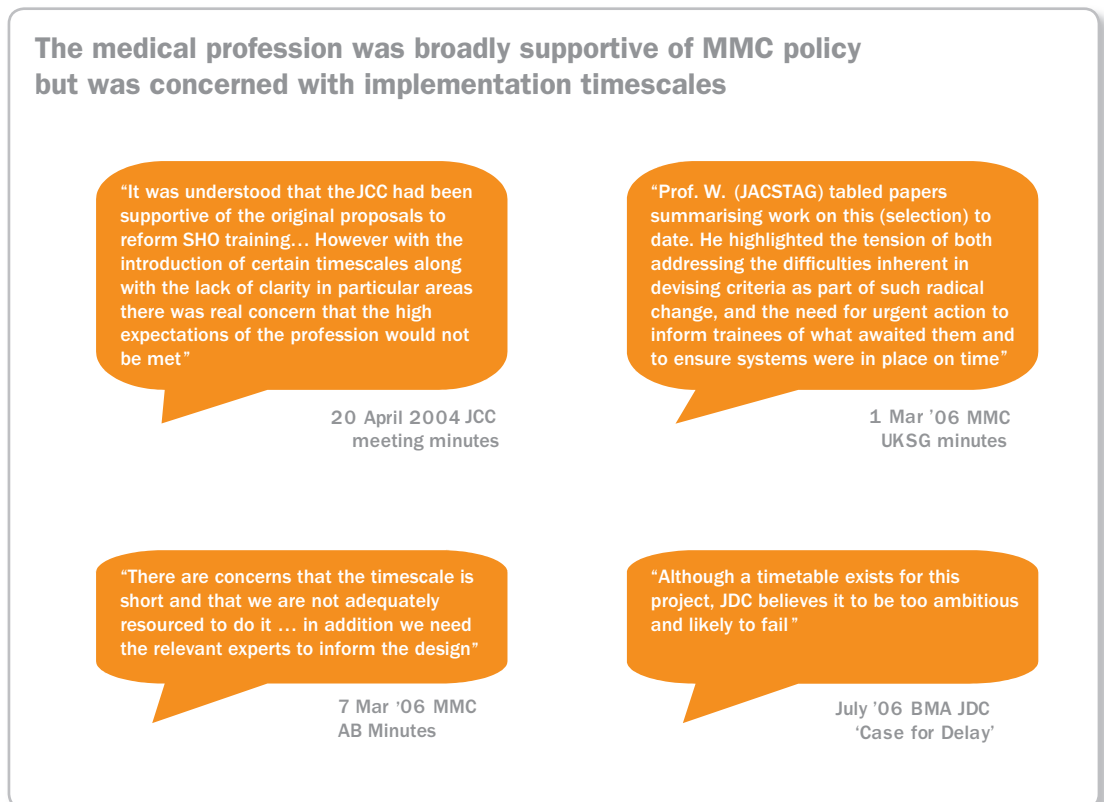 The medical profession was broadly supportive of MMC policy
but was concerned with implementation timescales
“It was understood that theJCC had been
supportive of the original proposals to
reform SHO training... However with the
introduction of certain timescales along
with the lack of clarity in particular areas
there was real concern that the high
expectations of the profession would not
be met”
20 April 2004 JCC
meeting minutes
“Prof. W. (JACSTAG) tabled papers
summarising work on this (selection) to
date. He highlighted the tension of both
addressing the difficulties inherent in
devising criteria as part of such radical
change, and the need for urgent action to
inform trainees of what awaited them and
to ensure systems were in place on time”
1 Mar ’06 MMC
UKSG minutes
“There are concerns that the timescale is
short and that we are not adequately
resourced to do it ... in addition we need
the relevant experts to inform the design”
7 Mar ’06 MMC
AB Minutes
“Although a timetable exists for this
project, JDC believes it to be too ambitious
and likely to fail”
July ’06 BMA JDC
‘Case for Delay’